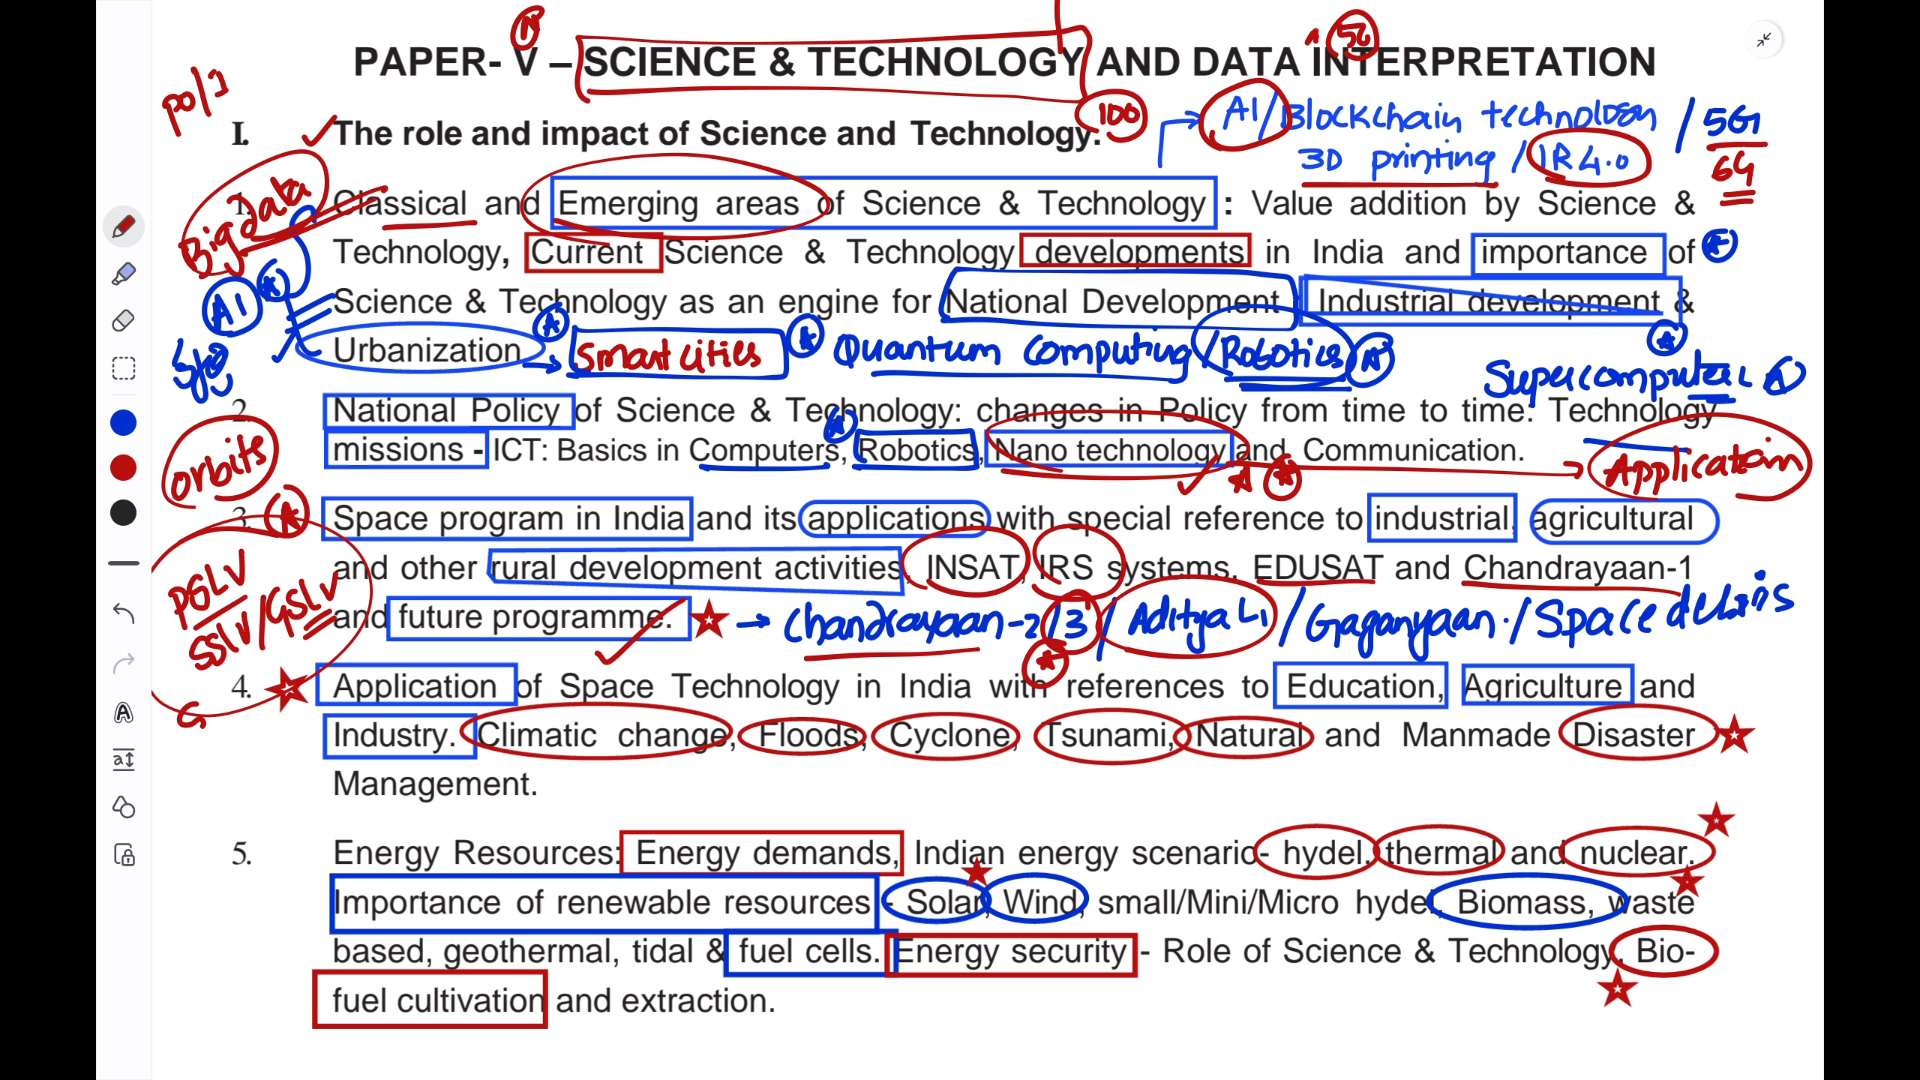 PAPER- V – SCIENCE & TECHNOLOGY AND DATA INTERPRETATION
50
100
I. The role and impact of Science and Technology:
AI/Blockchain technology / 5G
3D printing / IR 4.0
6G
Big Data
1. Classical and Emerging areas of Science & Technology : Value addition by Science &
Technology, Current Science & Technology developments in India and importance of
Science & Technology as an engine for National Development, Industrial development &
AI
Urbanization → Smart cities Quantum Computing/Robotics
Supercomputer
2. National Policy of Science & Technology: changes in Policy from time to time: Technology
missions - ICT: Basics in Computers, Robotics, Nano technology and Communication.
Application
orbits
3. Space program in India and its applications with special reference to industrial, agricultural
and other rural development activities, INSAT, IRS systems. EDUSAT and Chandrayaan-1
PSLV
SSLV/GSLV
and future programme. → Chandrayaan-2/3/Aditya L1/Gaganyaan./Space debris
4. Application of Space Technology in India with references to Education, Agriculture and
Industry. Climatic change, Floods, Cyclone, Tsunami, Natural and Manmade Disaster
Management.
5. Energy Resources: Energy demands, Indian energy scenario- hydel, thermal and nuclear.
Importance of renewable resources - Solar, Wind, small/Mini/Micro hydel, Biomass, waste
based, geothermal, tidal & fuel cells. Energy security - Role of Science & Technology, Bio-
fuel cultivation and extraction.